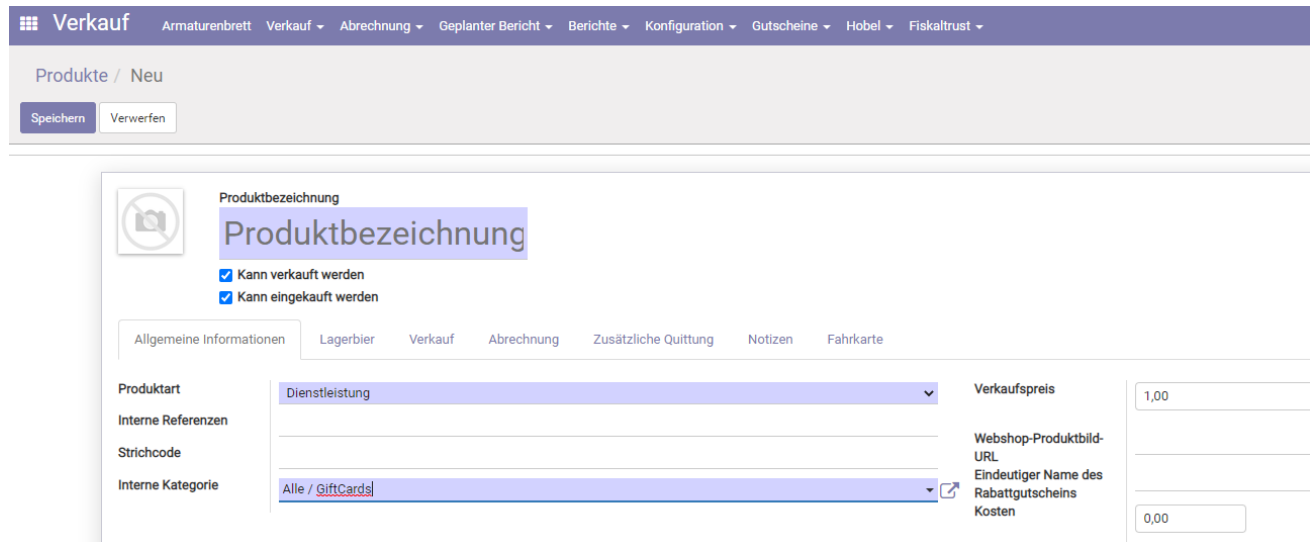 Verkauf Armaturenbrett Verkauf Abrechnung Geplanter Bericht Berichte Konfiguration Gutscheine Hobel Fiskaltrust
Produkte / Neu
Speichern Verwerfen
Produktbezeichnung
Produktbezeichnung
Kann verkauft werden
Kann eingekauft werden
Allgemeine Informationen Lagerbier Verkauf Abrechnung Zusätzliche Quittung Notizen Fahrkarte
Produktart Dienstleistung
Interne Referenzen
Strichcode
Interne Kategorie Alle / GiftCards
Verkaufspreis 1,00
Webshop-Produktbild-
URL
Eindeutiger Name des
Rabattgutscheins
Kosten 0,00